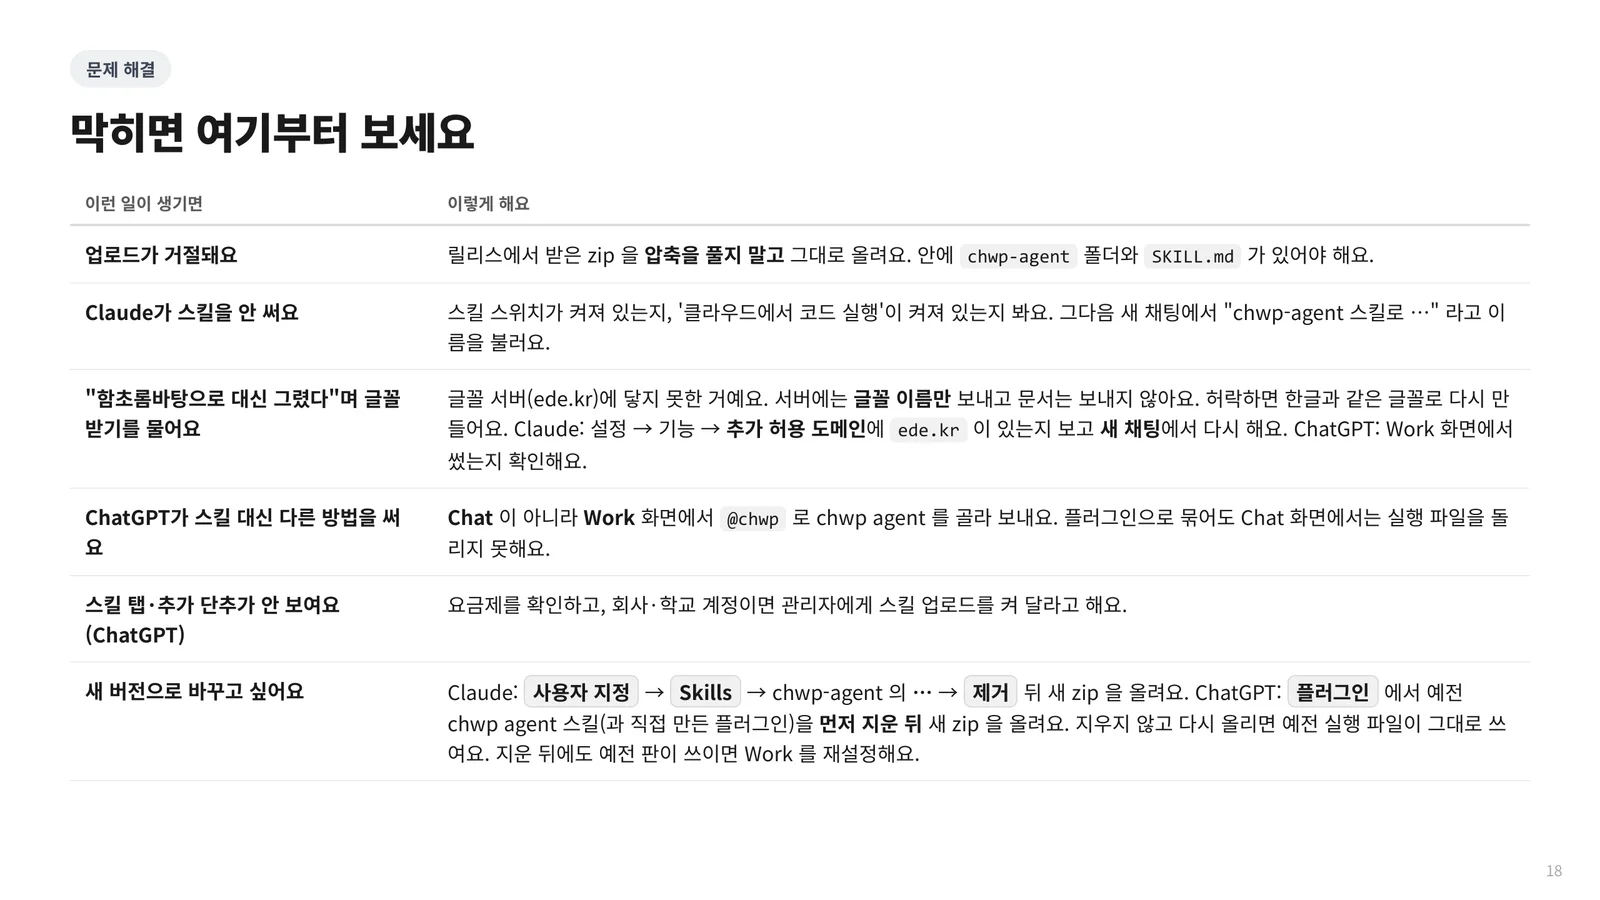 문제 해결
막히면 여기부터 보세요
이런 일이 생기면
이렇게 해요
업로드가 거절돼요
릴리스에서 받은 zip 을 압축을 풀지 말고 그대로 올려요. 안에 chwp-agent 폴더와 SKILL.md 가 있어야 해요.
Claude가 스킬을 안 써요
스킬 스위치가 켜져 있는지, '클라우드에서 코드 실행'이 켜져 있는지 봐요. 그다음 새 채팅에서 "chwp-agent 스킬로 …" 라고 이
름을 불러요.
"함초롬바탕으로 대신 그렸다"며 글꼴
받기를 물어요
글꼴 서버(ede.kr)에 닿지 못한 거예요. 서버에는 글꼴 이름만 보내고 문서는 보내지 않아요. 허락하면 한글과 같은 글꼴로 다시 만
들어요. Claude: 설정 → 기능 → 추가 허용 도메인에 ede.kr 이 있는지 보고 새 채팅에서 다시 해요. ChatGPT: Work 화면에서
썼는지 확인해요.
ChatGPT가 스킬 대신 다른 방법을 써
요
Chat 이 아니라 Work 화면에서 @chwp 로 chwp agent 를 골라 보내요. 플러그인으로 묶어도 Chat 화면에서는 실행 파일을 돌
리지 못해요.
스킬 탭·추가 단추가 안 보여요
(ChatGPT)
요금제를 확인하고, 회사·학교 계정이면 관리자에게 스킬 업로드를 켜 달라고 해요.
새 버전으로 바꾸고 싶어요
Claude: 사용자 지정 → Skills → chwp-agent 의 … → 제거 뒤 새 zip 을 올려요. ChatGPT: 플러그인 에서 예전
chwp agent 스킬(과 직접 만든 플러그인)을 먼저 지운 뒤 새 zip 을 올려요. 지우지 않고 다시 올리면 예전 실행 파일이 그대로 쓰
여요. 지운 뒤에도 예전 판이 쓰이면 Work 를 재설정해요.
18